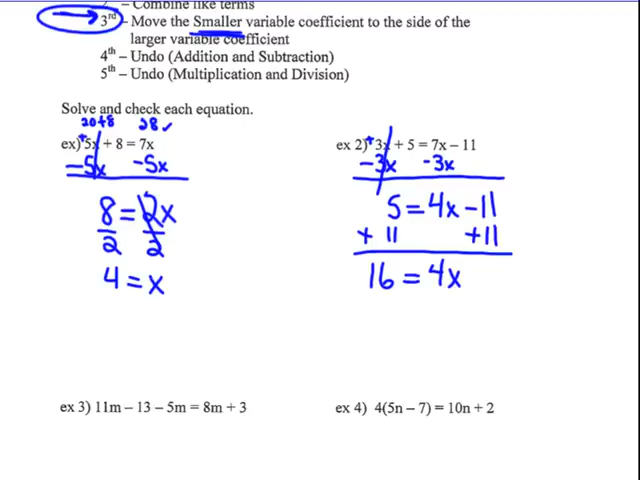 Combine like terms
3rd - Move the Smaller variable coefficient to the side of the
larger variable coefficient
4th - Undo (Addition and Subtraction)
5th - Undo (Multiplication and Division)
Solve and check each equation.
20+8 28 ✓
ex) +5x + 8 = 7x
-5x -5x
8 = 2x
2 2
4 = x
ex 2) +3x + 5 = 7x – 11
-3x -3x
5 = 4x - 11
+ 11 +11
16 = 4x
ex 3) 11m – 13 – 5m = 8m + 3
ex 4) 4(5n – 7) = 10n + 2